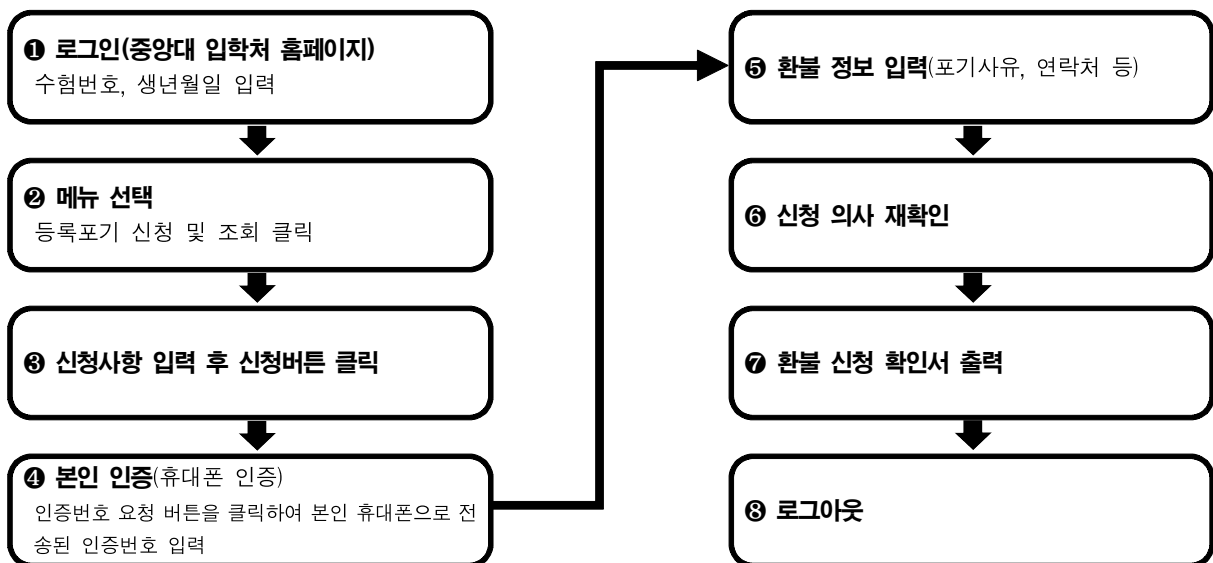 ❶ 로그인(중앙대 입학처 홈페이지)
수험번호, 생년월일 입력
❷ 메뉴 선택
등록포기 신청 및 조회 클릭
❸ 신청사항 입력 후 신청버튼 클릭
❹ 본인 인증(휴대폰 인증)
인증번호 요청 버튼을 클릭하여 본인 휴대폰으로 전
송된 인증번호 입력
❺ 환불 정보 입력(포기사유, 연락처 등)
❻ 신청 의사 재확인
❼ 환불 신청 확인서 출력
❽ 로그아웃